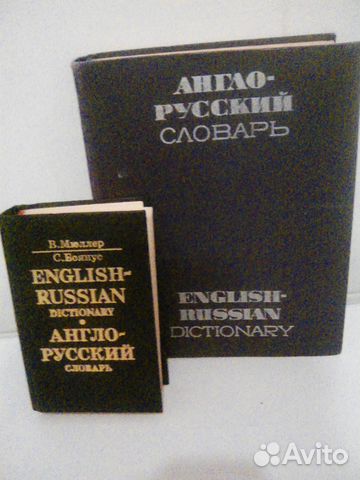 АНГЛО-
РУССКИЙ
СЛОВАРЬ
ENGLISH-
RUSSIAN
DICTIONARY
В. Мюллер
С. Боянус
ENGLISH-
RUSSIAN
DICTIONARY
•
АНГЛО-
РУССКИЙ
СЛОВАРЬ
Avito